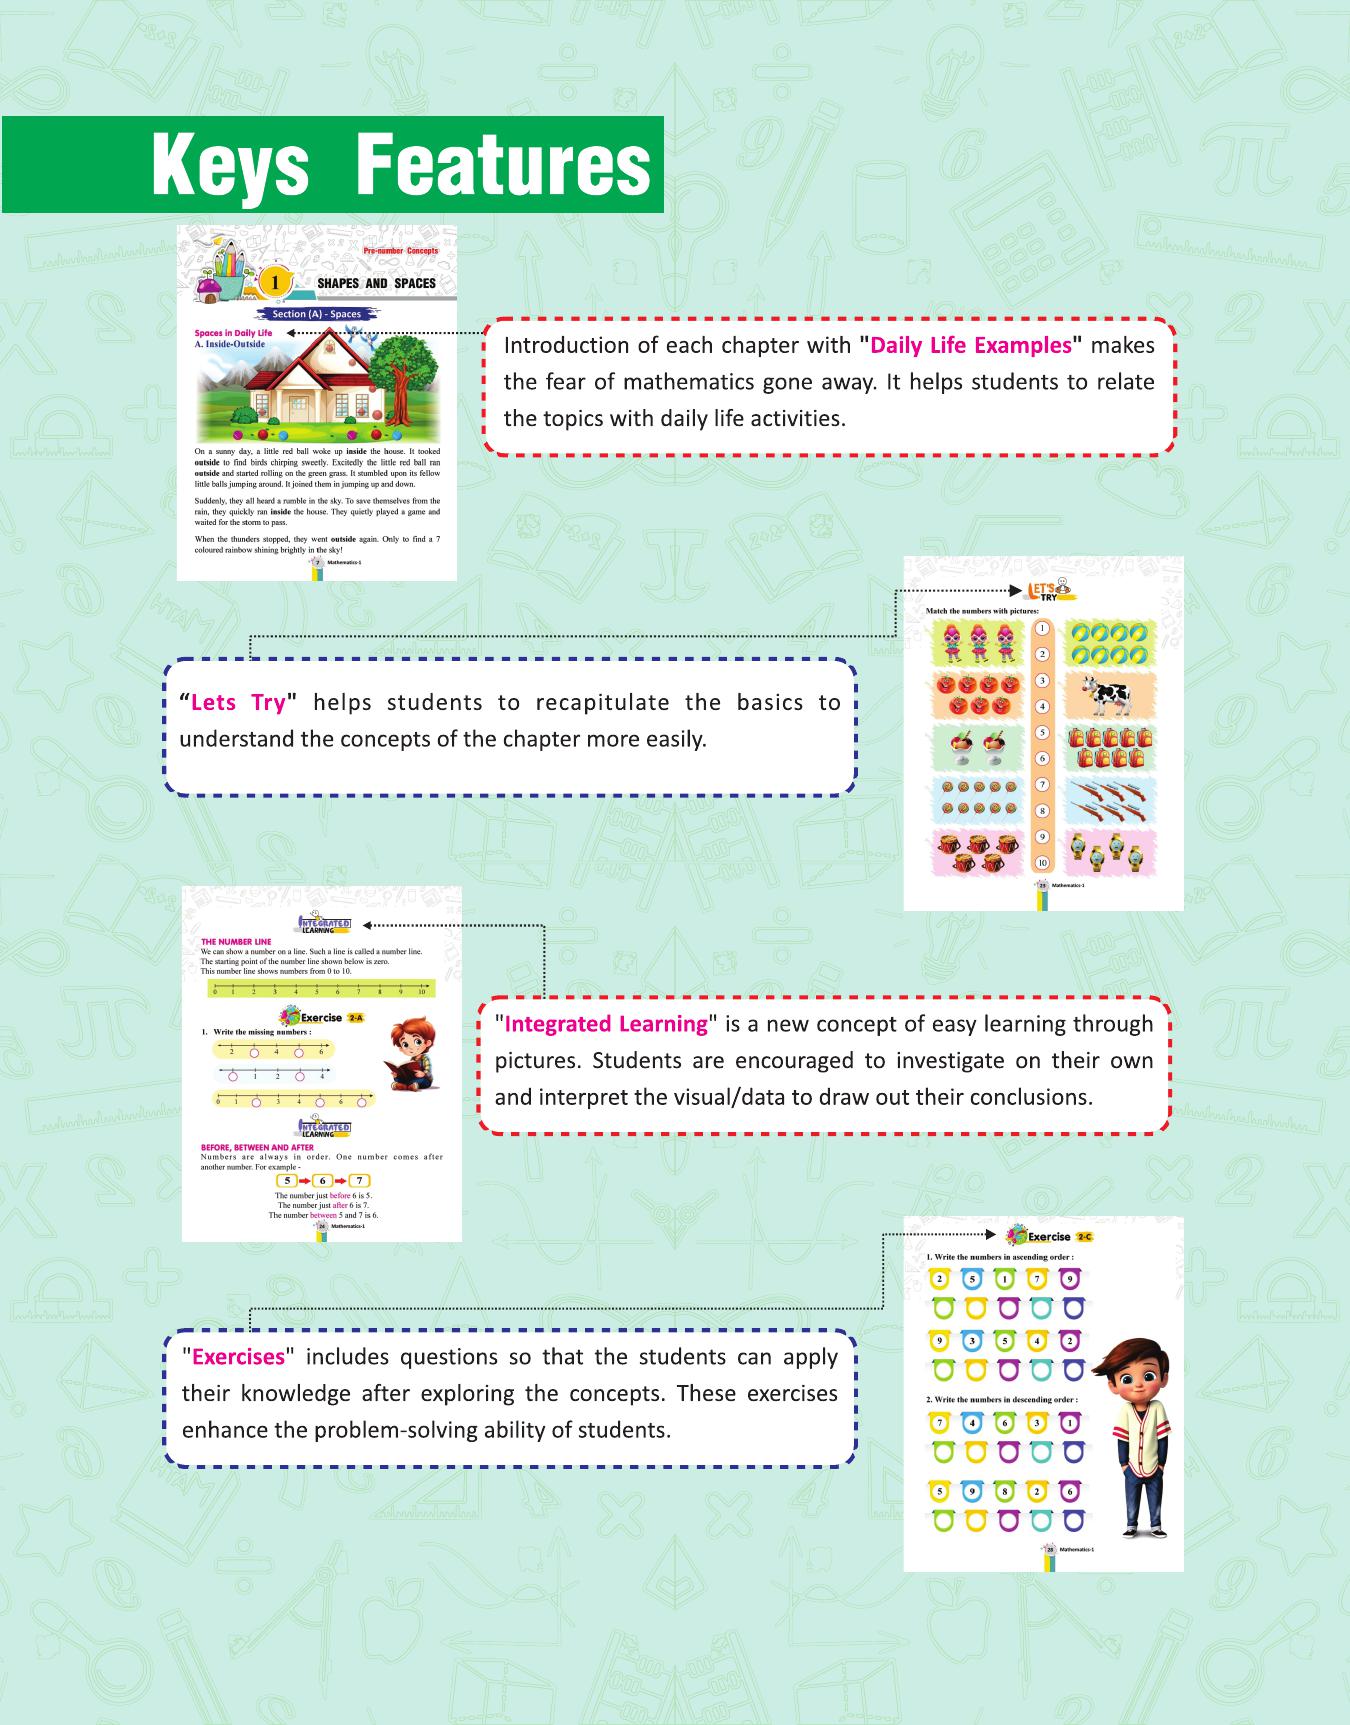 Keys Features
Pre-number Concepts
1
SHAPES AND SPACES
Section (A) - Spaces
Spaces in Daily Life
A. Inside-Outside
On a sunny day, a little red ball woke up inside the house. It tooked
outside to find birds chirping sweetly. Excitedly the little red ball ran
outside and started rolling on the green grass. It stumbled upon its fellow
little balls jumping around. It joined them in jumping up and down.
Suddenly, they all heard a rumble in the sky. To save themselves from the
rain, they quickly ran inside the house. They quietly played a game and
waited for the storm to pass.
When the thunders stopped, they went outside again. Only to find a 7
coloured rainbow shining brightly in the sky!
7 Mathematics-1
Introduction of each chapter with "Daily Life Examples" makes
the fear of mathematics gone away. It helps students to relate
the topics with daily life activities.
LET'S
TRY
Match the numbers with pictures:
1
2
3
4
5
6
7
8
9
10
23 Mathematics-1
“Lets Try" helps students to recapitulate the basics to
understand the concepts of the chapter more easily.
INTEGRATED
LEARNING
THE NUMBER LINE
We can show a number on a line. Such a line is called a number line.
The starting point of the number line shown below is zero.
This number line shows numbers from 0 to 10.
0 1 2 3 4 5 6 7 8 9 10
Exercise 2-A
1. Write the missing numbers :
2 4 6
1 2 4
0 1 3 4 6
INTEGRATED
LEARNING
BEFORE, BETWEEN AND AFTER
Numbers are always in order. One number comes after
another number. For example -
5 6 7
The number just before 6 is 5.
The number just after 6 is 7.
The number between 5 and 7 is 6.
24 Mathematics-1
"Integrated Learning" is a new concept of easy learning through
pictures. Students are encouraged to investigate on their own
and interpret the visual/data to draw out their conclusions.
Exercise 2-C
1. Write the numbers in ascending order :
2 5 1 7 9
9 3 5 4 2
2. Write the numbers in descending order :
7 4 6 3 1
5 9 8 2 6
28 Mathematics-1
"Exercises" includes questions so that the students can apply
their knowledge after exploring the concepts. These exercises
enhance the problem-solving ability of students.